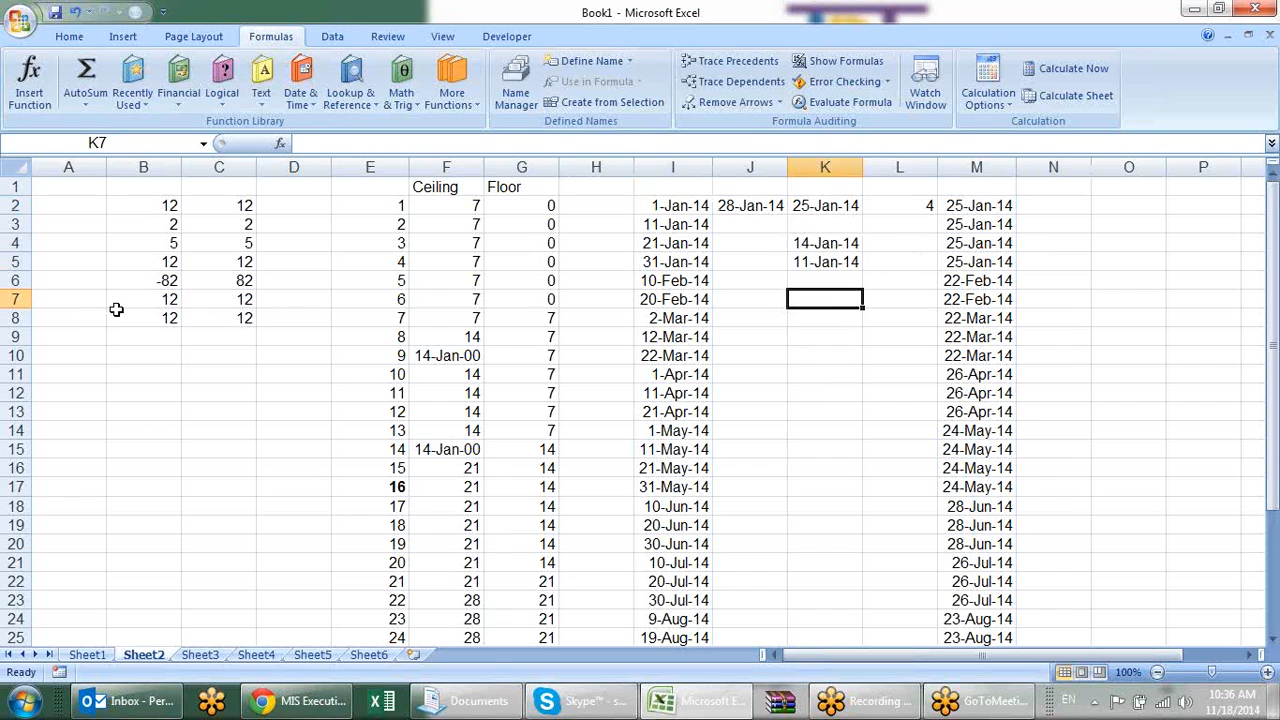 Book1 - Microsoft Excel
Home Insert Page Layout Formulas Data Review View Developer
Insert Function
AutoSum
Recently Used
Financial
Logical
Text
Date & Time
Lookup & Reference
Math & Trig
More Functions
Function Library
Name Manager
Define Name
Use in Formula
Create from Selection
Defined Names
Trace Precedents
Trace Dependents
Remove Arrows
Show Formulas
Error Checking
Evaluate Formula
Formula Auditing
Watch Window
Calculation Options
Calculate Now
Calculate Sheet
Calculation
K7 fx
A B C D E F G H I J K L M N O P
1 Ceiling Floor
2 12 12 1 7 0 1-Jan-14 28-Jan-14 25-Jan-14 4 25-Jan-14
3 2 2 2 7 0 11-Jan-14 25-Jan-14
4 5 5 3 7 0 21-Jan-14 14-Jan-14 25-Jan-14
5 12 12 4 7 0 31-Jan-14 11-Jan-14 25-Jan-14
6 -82 82 5 7 0 10-Feb-14 22-Feb-14
7 12 12 6 7 0 20-Feb-14 22-Feb-14
8 12 12 7 7 7 2-Mar-14 22-Mar-14
9 8 14 7 12-Mar-14 22-Mar-14
10 9 14-Jan-00 7 22-Mar-14 22-Mar-14
11 10 14 7 1-Apr-14 26-Apr-14
12 11 14 7 11-Apr-14 26-Apr-14
13 12 14 7 21-Apr-14 26-Apr-14
14 13 14 7 1-May-14 24-May-14
15 14 14-Jan-00 14 11-May-14 24-May-14
16 15 21 14 21-May-14 24-May-14
17 16 21 14 31-May-14 24-May-14
18 17 21 14 10-Jun-14 28-Jun-14
19 18 21 14 20-Jun-14 28-Jun-14
20 19 21 14 30-Jun-14 28-Jun-14
21 20 21 14 10-Jul-14 26-Jul-14
22 21 21 21 20-Jul-14 26-Jul-14
23 22 28 21 30-Jul-14 26-Jul-14
24 23 28 21 9-Aug-14 23-Aug-14
25 24 28 21 19-Aug-14 23-Aug-14
Sheet1 Sheet2 Sheet3 Sheet4 Sheet5 Sheet6
Ready 100%
Inbox - Per... MIS Executi... Documents Skype™ - s... Microsoft E... Recording ... GoToMeeti... EN 10:36 AM
11/18/2014